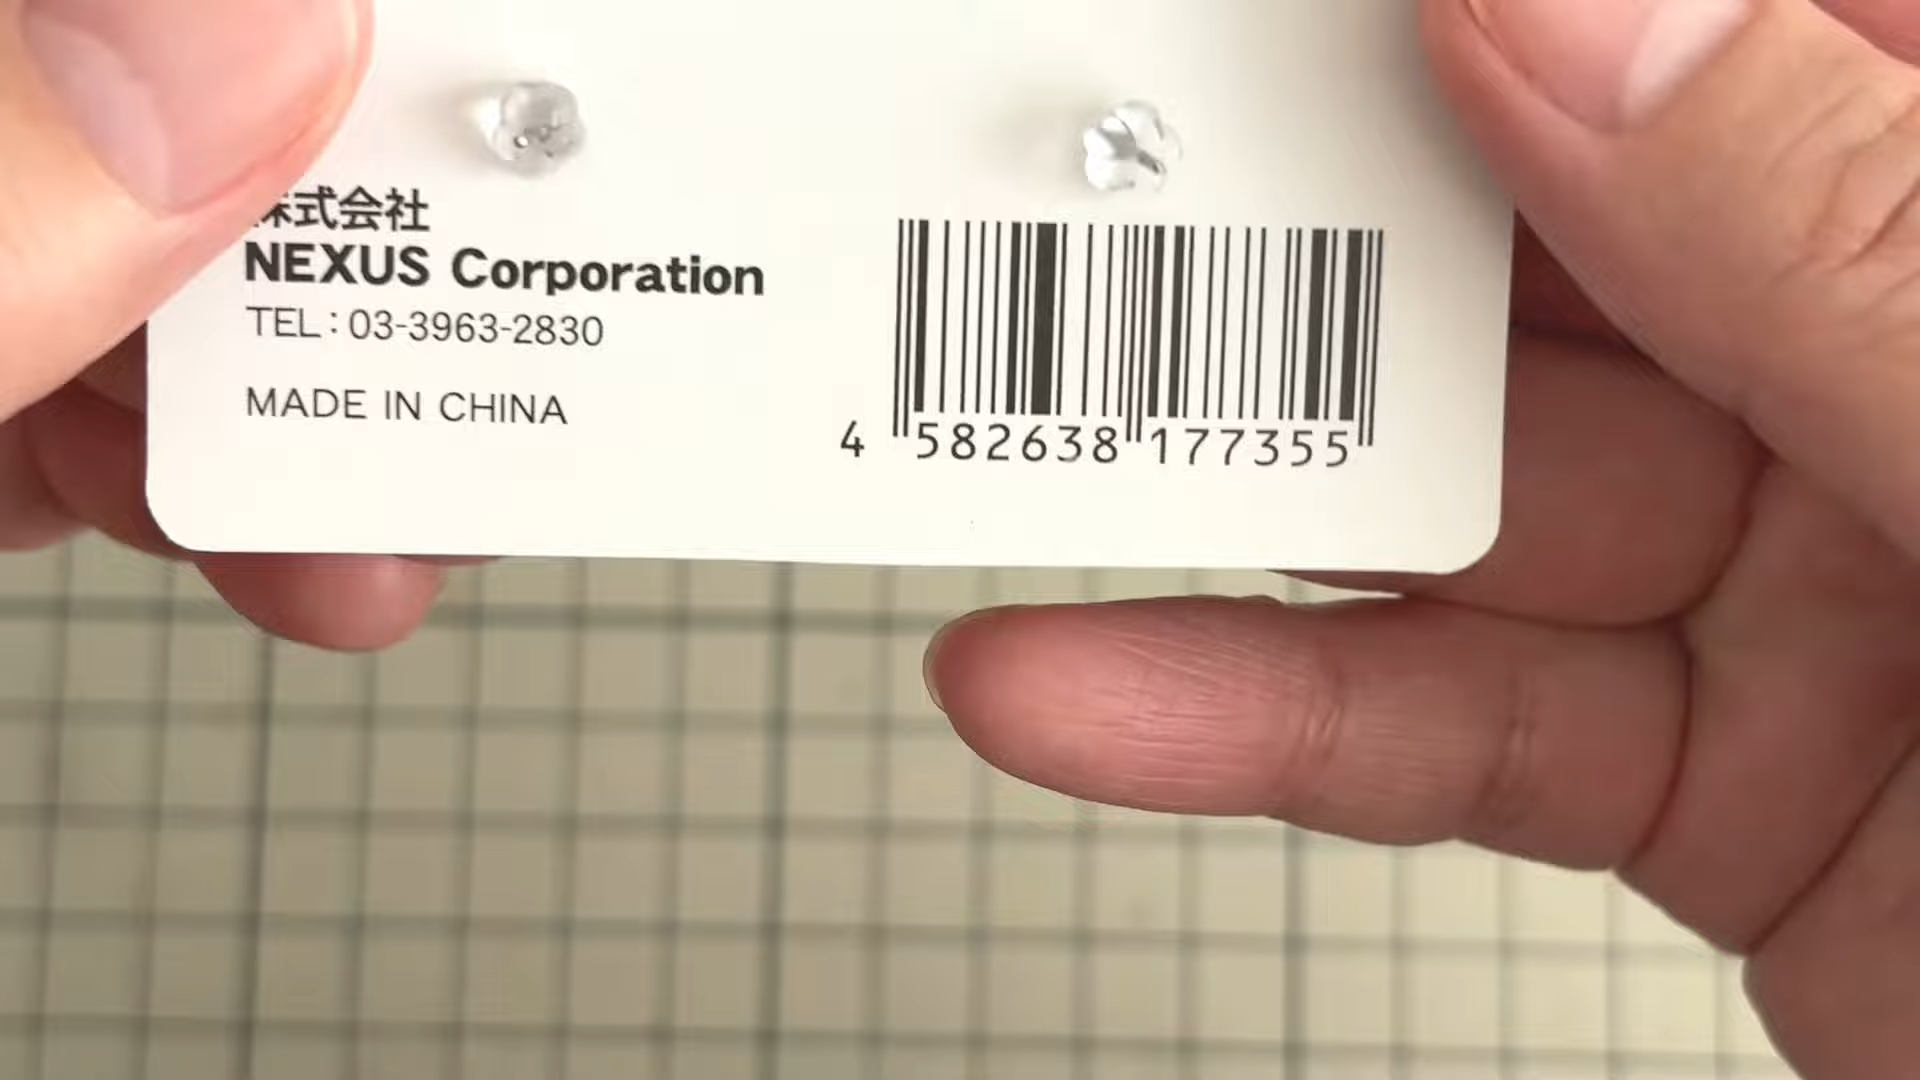 株式会社
NEXUS Corporation
TEL:03-3963-2830
MADE IN CHINA
4 582638 177355